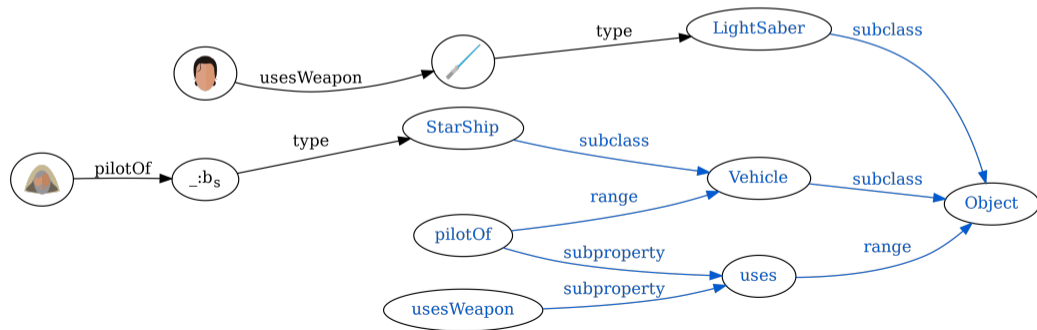 LightSaber
type
subclass
usesWeapon
StarShip
type
subclass
pilotOf
_:bs
Vehicle
range
subclass
Object
pilotOf
range
subproperty
uses
subproperty
usesWeapon